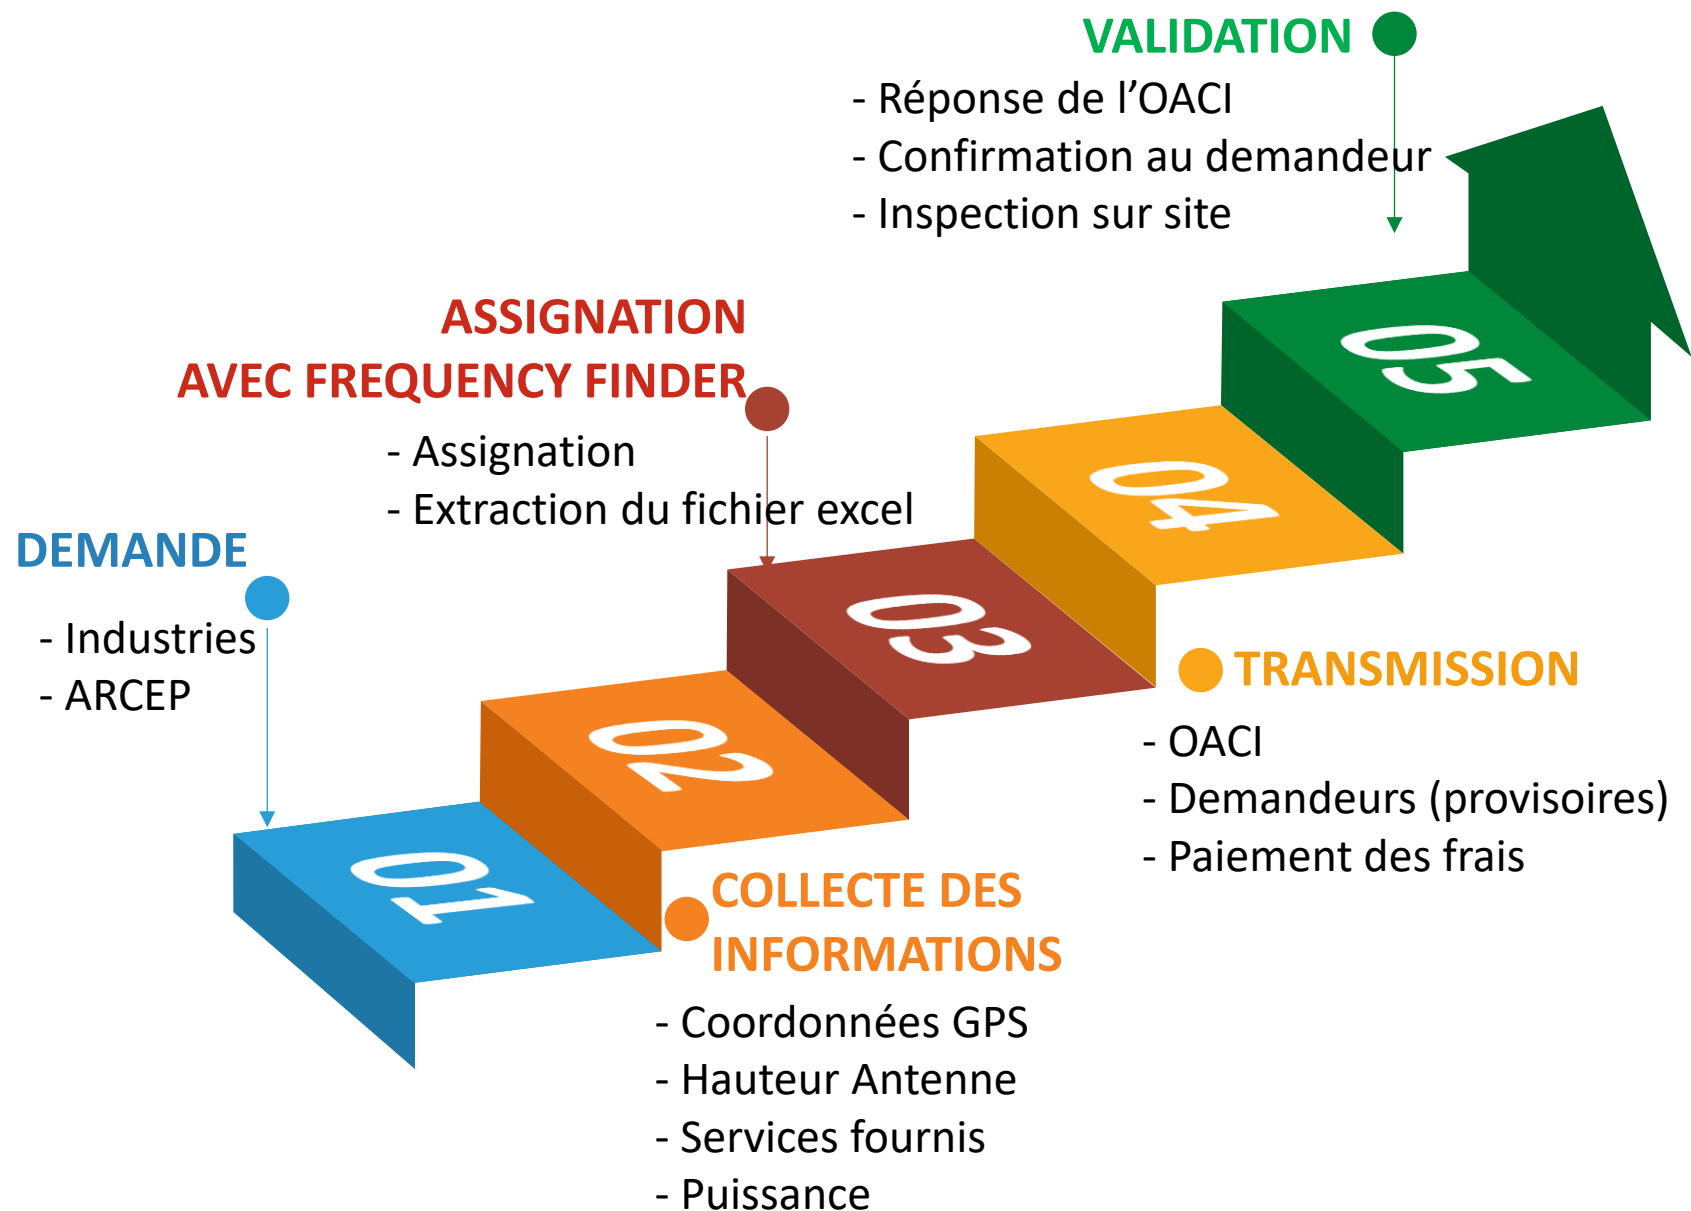 DEMANDE
- Industries
- ARCEP
01
COLLECTE DES
INFORMATIONS
- Coordonnées GPS
- Hauteur Antenne
- Services fournis
- Puissance
02
ASSIGNATION
AVEC FREQUENCY FINDER
- Assignation
- Extraction du fichier excel
03
TRANSMISSION
- OACI
- Demandeurs (provisoires)
- Paiement des frais
04
VALIDATION
- Réponse de l’OACI
- Confirmation au demandeur
- Inspection sur site
05